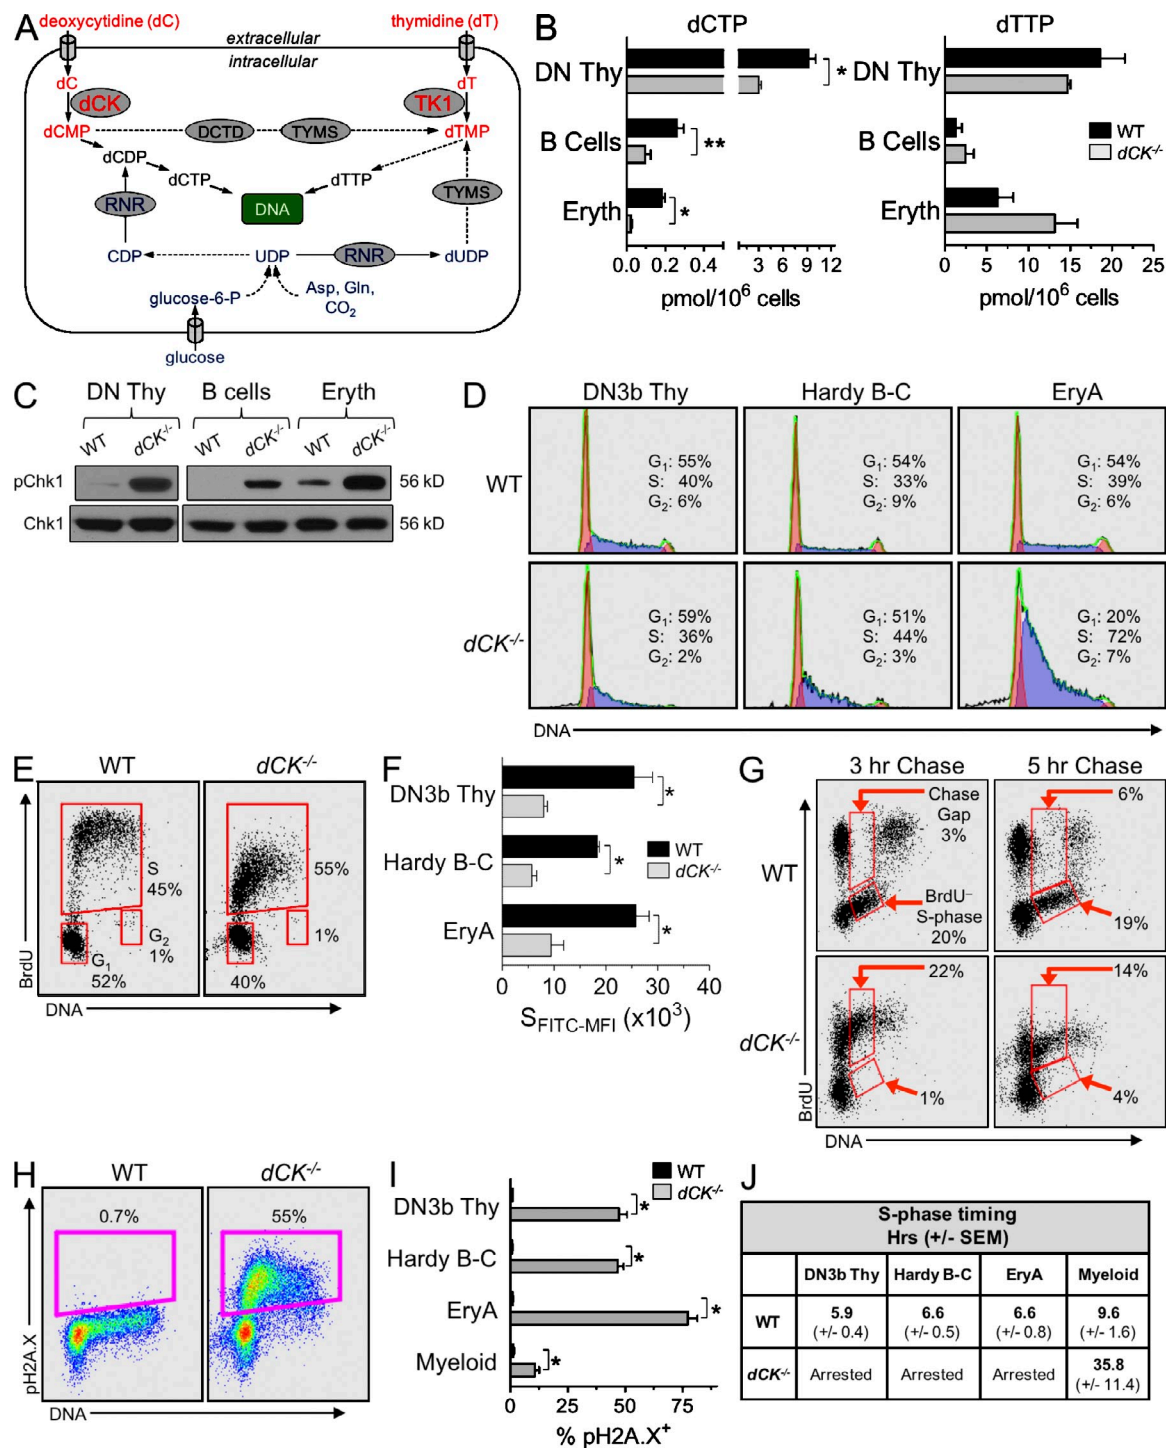 A
deoxycytidine (dC)
thymidine (dT)
extracellular
intracellular
dC
dT
dCK
TK1
dCMP
DCTD
TYMS
dTMP
dCDP
dCTP
dTTP
RNR
DNA
TYMS
CDP
UDP
RNR
dUDP
glucose-6-P
Asp, Gln,
CO2
glucose
B
dCTP
dTTP
DN Thy
*
DN Thy
B Cells
**
B Cells
WT
dCK-/-
Eryth
*
Eryth
0.0 0.2 0.4 3 6 9 12
0 5 10 15 20 25
pmol/10^6 cells
pmol/10^6 cells
C
DN Thy B cells Eryth
WT dCK-/- WT dCK-/- WT dCK-/-
pChk1 56 kD
Chk1 56 kD
D
DN3b Thy Hardy B-C EryA
WT
G1: 55%
S: 40%
G2: 6%
G1: 54%
S: 33%
G2: 9%
G1: 54%
S: 39%
G2: 6%
dCK-/-
G1: 59%
S: 36%
G2: 2%
G1: 51%
S: 44%
G2: 3%
G1: 20%
S: 72%
G2: 7%
DNA
E
WT dCK-/-
S
45%
G2
1%
G1
52%
55%
1%
40%
BrdU
DNA
F
DN3b Thy
*
Hardy B-C
*
WT
dCK-/-
EryA
*
0 10 20 30 40
SFITC-MFI (x10^3)
G
3 hr Chase 5 hr Chase
WT
Chase
Gap
3%
BrdU–
S-phase
20%
6%
19%
dCK-/-
22%
1%
14%
4%
BrdU
DNA
H
WT dCK-/-
0.7%
55%
pH2A.X
DNA
I
WT
dCK-/-
DN3b Thy
*
Hardy B-C
*
EryA
*
Myeloid
*
0 25 50 75
% pH2A.X+
J
S-phase timing
Hrs (+/- SEM)
DN3b Thy Hardy B-C EryA Myeloid
WT 5.9 6.6 6.6 9.6
(+/- 0.4) (+/- 0.5) (+/- 0.8) (+/- 1.6)
dCK-/- Arrested Arrested Arrested 35.8
(+/- 11.4)